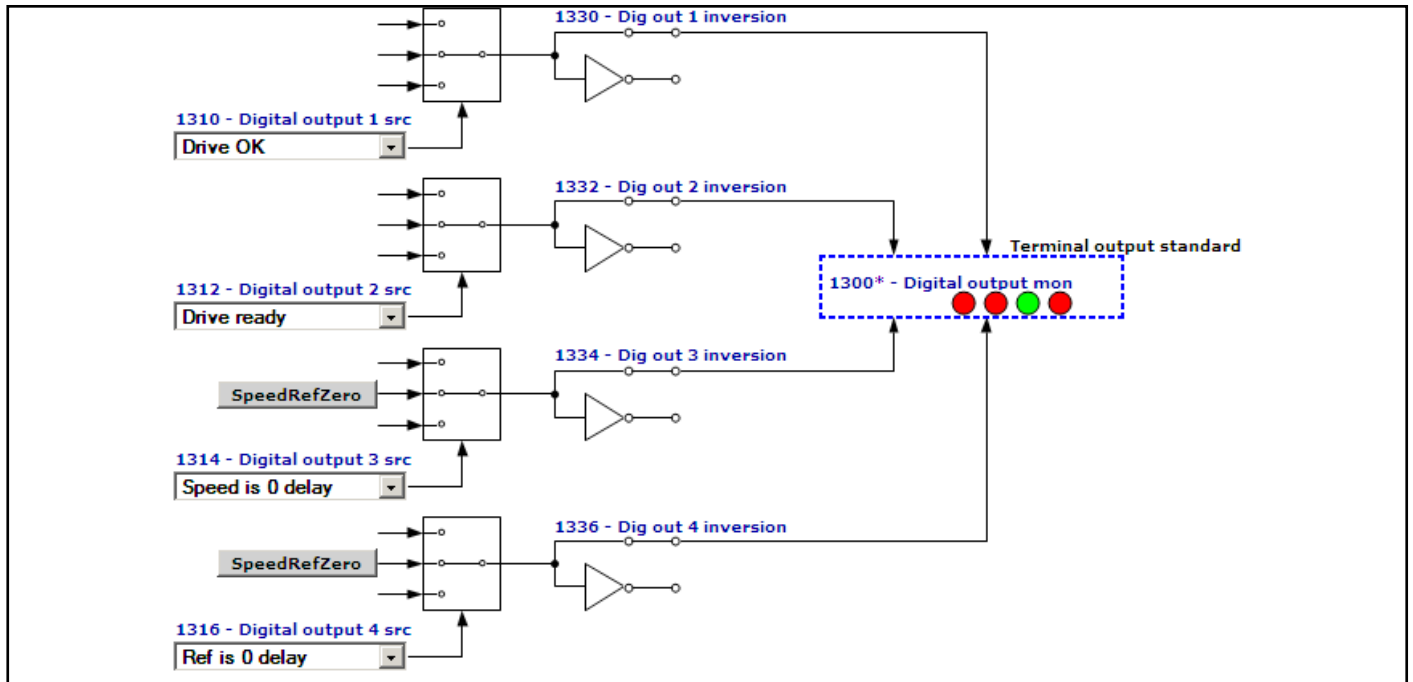 1330 - Dig out 1 inversion
1310 - Digital output 1 src
Drive OK
1332 - Dig out 2 inversion
1312 - Digital output 2 src
Drive ready
Terminal output standard
1300* - Digital output mon
1334 - Dig out 3 inversion
SpeedRefZero
1314 - Digital output 3 src
Speed is 0 delay
1336 - Dig out 4 inversion
SpeedRefZero
1316 - Digital output 4 src
Ref is 0 delay